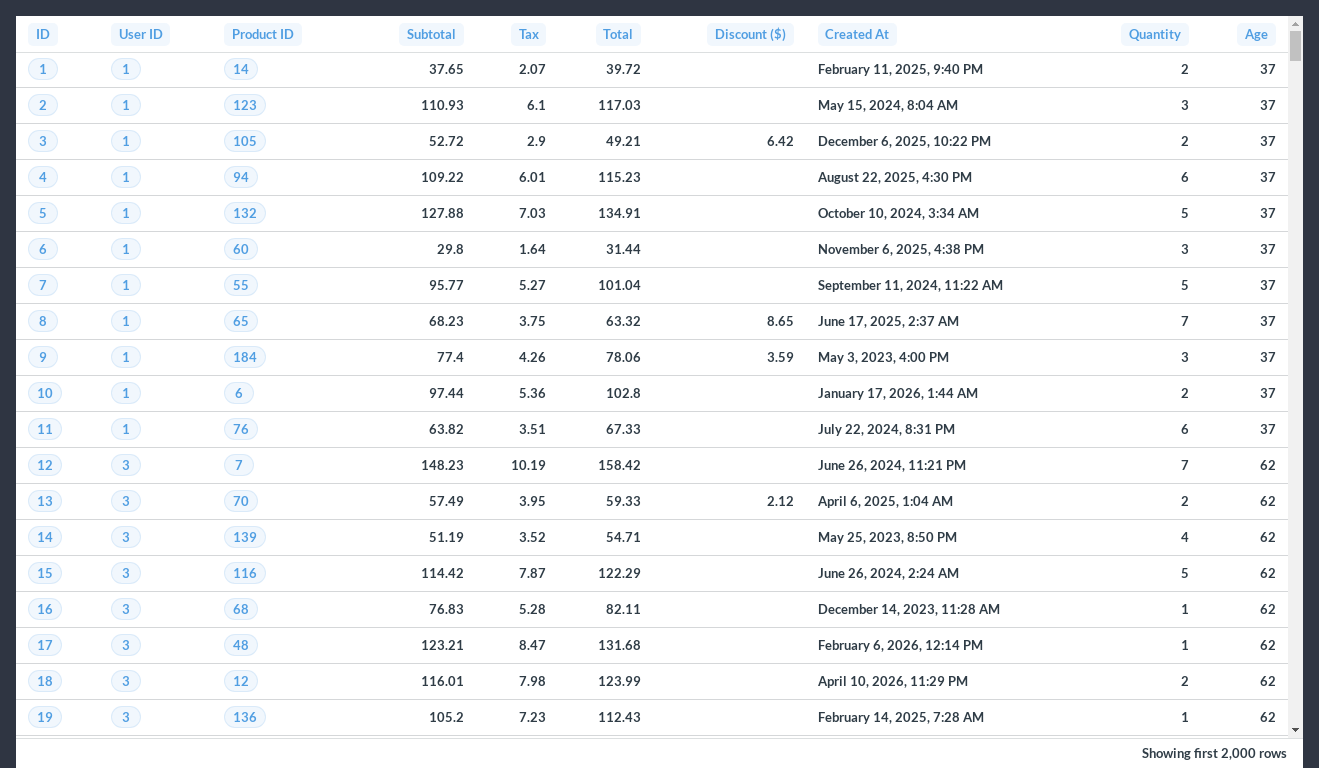 ID User ID Product ID Subtotal Tax Total Discount ($) Created At Quantity Age
1 1 14 37.65 2.07 39.72 February 11, 2025, 9:40 PM 2 37
2 1 123 110.93 6.1 117.03 May 15, 2024, 8:04 AM 3 37
3 1 105 52.72 2.9 49.21 6.42 December 6, 2025, 10:22 PM 2 37
4 1 94 109.22 6.01 115.23 August 22, 2025, 4:30 PM 6 37
5 1 132 127.88 7.03 134.91 October 10, 2024, 3:34 AM 5 37
6 1 60 29.8 1.64 31.44 November 6, 2025, 4:38 PM 3 37
7 1 55 95.77 5.27 101.04 September 11, 2024, 11:22 AM 5 37
8 1 65 68.23 3.75 63.32 8.65 June 17, 2025, 2:37 AM 7 37
9 1 184 77.4 4.26 78.06 3.59 May 3, 2023, 4:00 PM 3 37
10 1 6 97.44 5.36 102.8 January 17, 2026, 1:44 AM 2 37
11 1 76 63.82 3.51 67.33 July 22, 2024, 8:31 PM 6 37
12 3 7 148.23 10.19 158.42 June 26, 2024, 11:21 PM 7 62
13 3 70 57.49 3.95 59.33 2.12 April 6, 2025, 1:04 AM 2 62
14 3 139 51.19 3.52 54.71 May 25, 2023, 8:50 PM 4 62
15 3 116 114.42 7.87 122.29 June 26, 2024, 2:24 AM 5 62
16 3 68 76.83 5.28 82.11 December 14, 2023, 11:28 AM 1 62
17 3 48 123.21 8.47 131.68 February 6, 2026, 12:14 PM 1 62
18 3 12 116.01 7.98 123.99 April 10, 2026, 11:29 PM 2 62
19 3 136 105.2 7.23 112.43 February 14, 2025, 7:28 AM 1 62
Showing first 2,000 rows